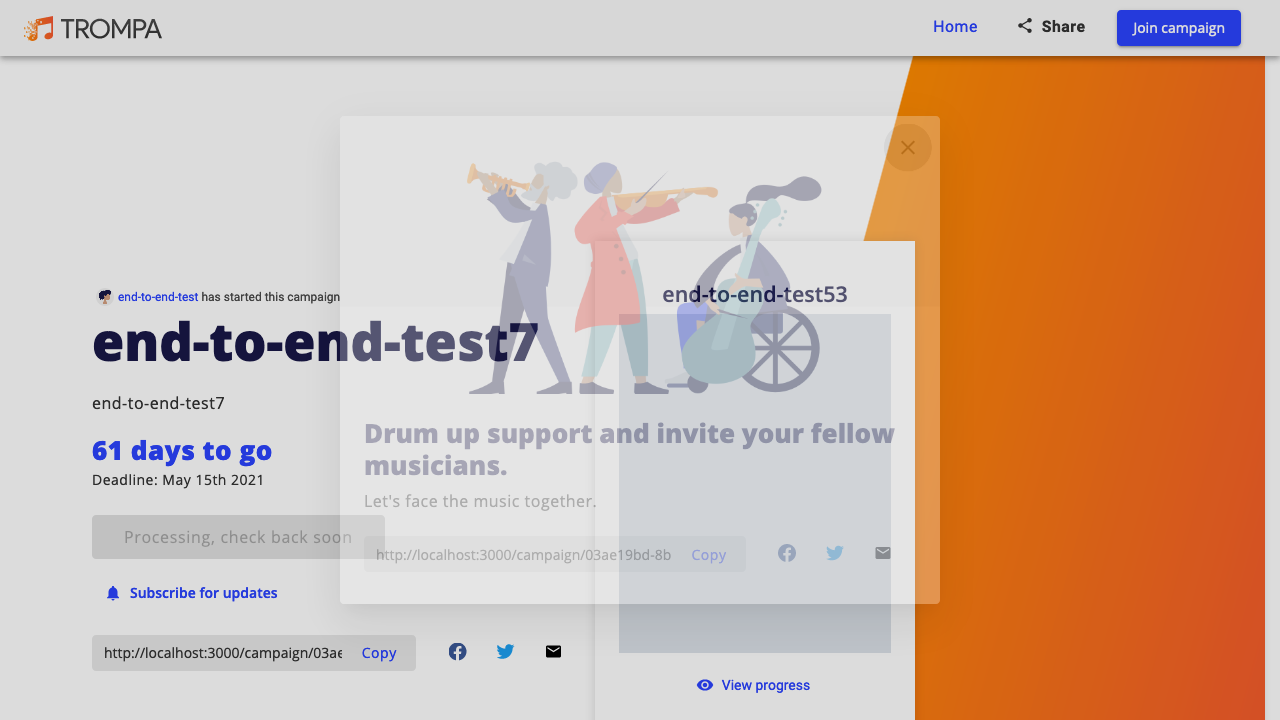 TROMPA
Home
Share
Join campaign
end-to-end-test has started this campaign
end-to-end-test7
end-to-end-test7
61 days to go
Deadline: May 15th 2021
Processing, check back soon
Subscribe for updates
http://localhost:3000/campaign/03ae
Copy
end-to-end-test53
View progress
Drum up support and invite your fellow
musicians.
Let's face the music together.
http://localhost:3000/campaign/03ae19bd-8b
Copy